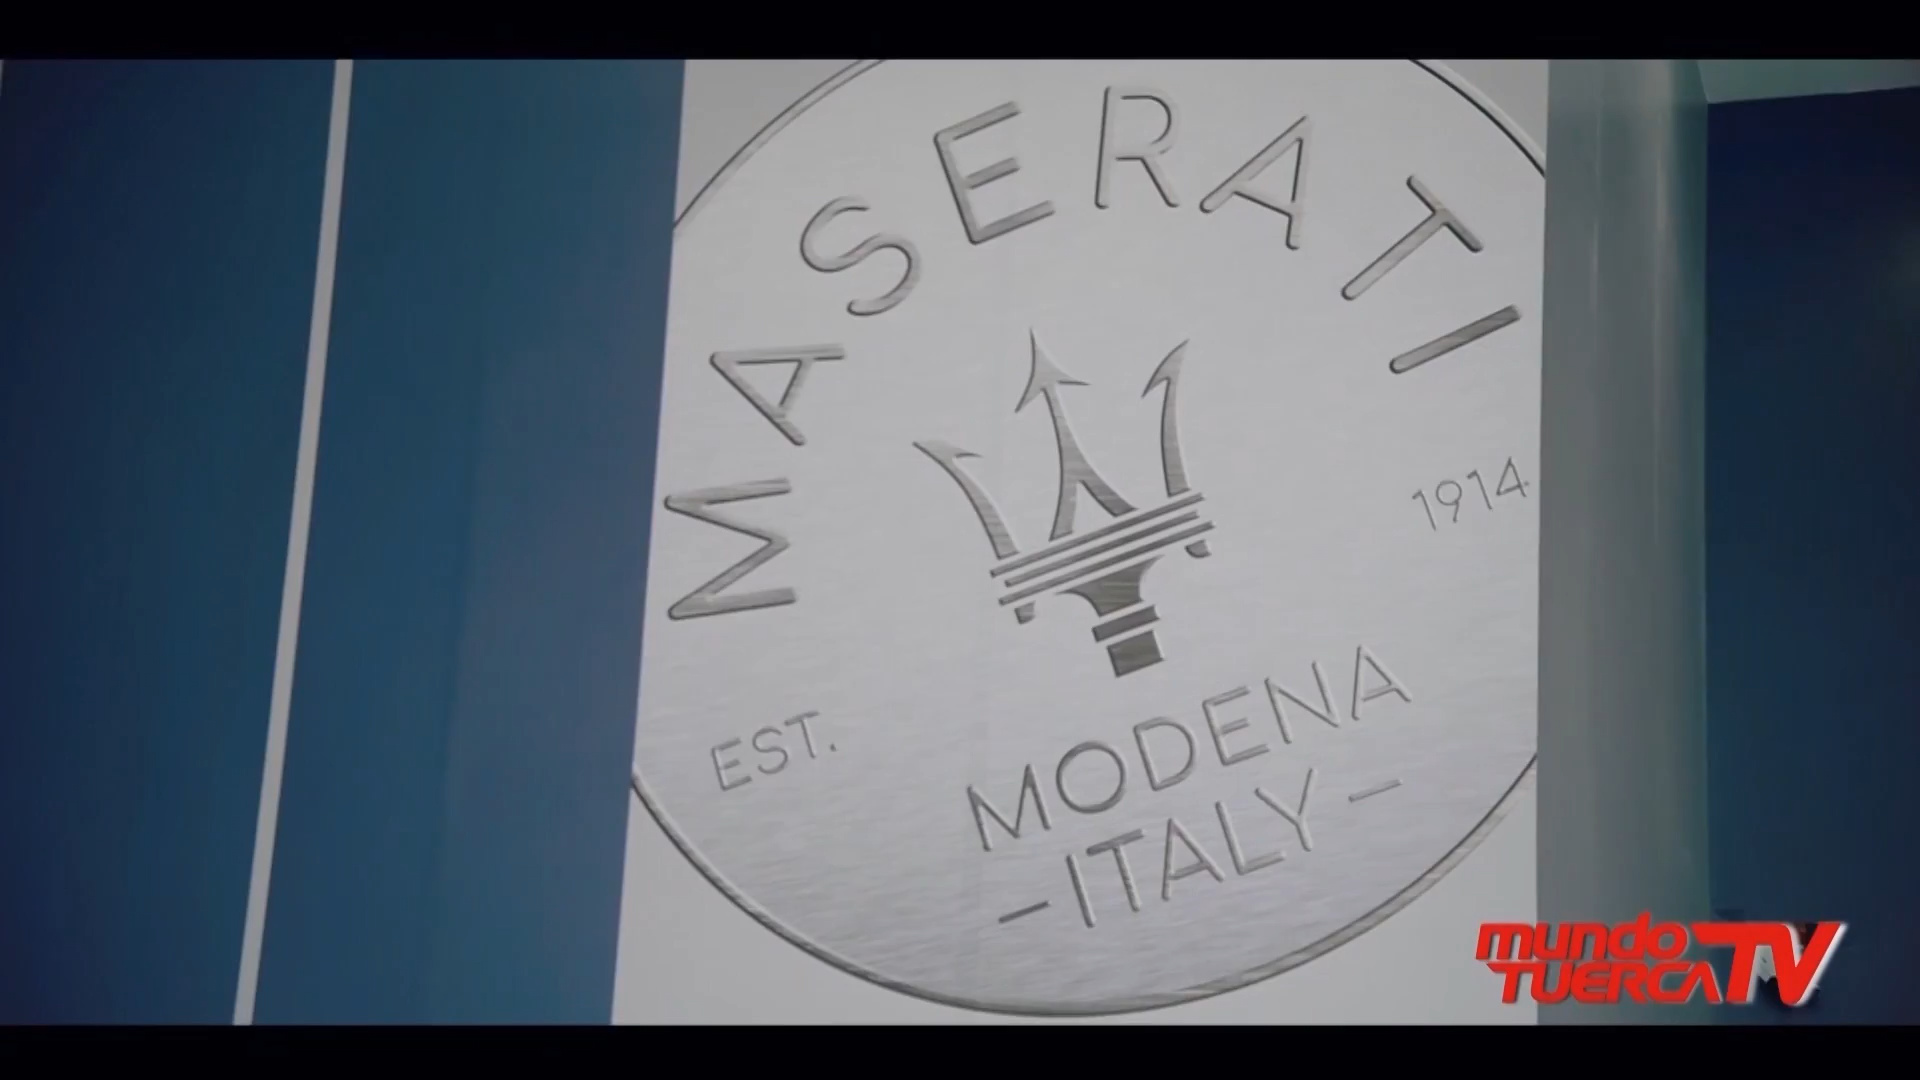 MASERATI
EST. 1914
MODENA
-ITALY-
mundo
TUERCA TV